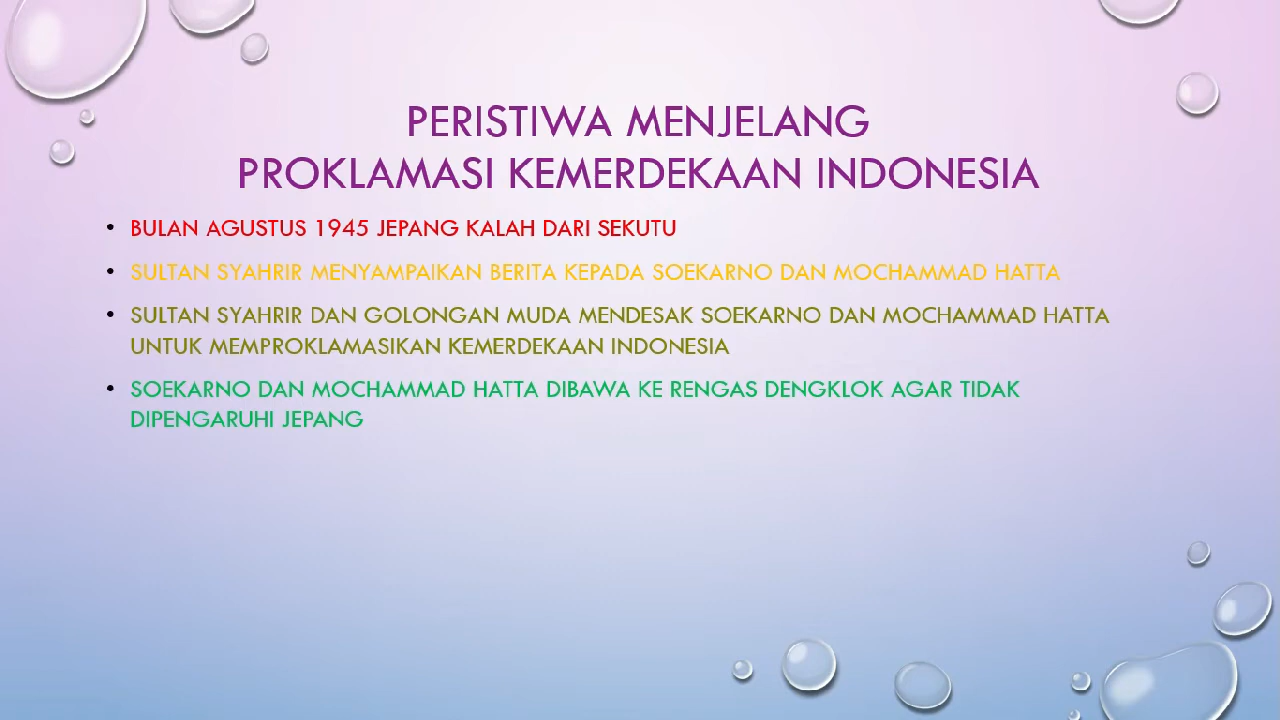 PERISTIWA MENJELANG
PROKLAMASI KEMERDEKAAN INDONESIA
• BULAN AGUSTUS 1945 JEPANG KALAH DARI SEKUTU
• SULTAN SYAHRIR MENYAMPAIKAN BERITA KEPADA SOEKARNO DAN MOCHAMMAD HATTA
• SULTAN SYAHRIR DAN GOLONGAN MUDA MENDESAK SOEKARNO DAN MOCHAMMAD HATTA
UNTUK MEMPROKLAMASIKAN KEMERDEKAAN INDONESIA
• SOEKARNO DAN MOCHAMMAD HATTA DIBAWA KE RENGAS DENGKLOK AGAR TIDAK
DIPENGARUHI JEPANG